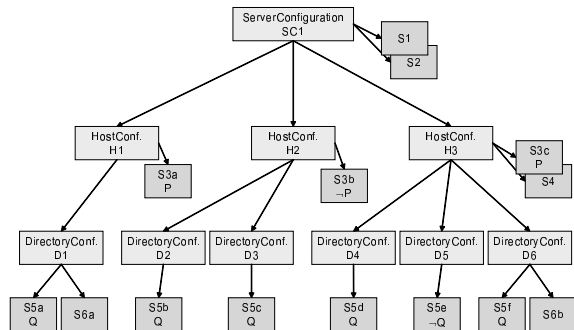 ServerConfiguration
SC1
S1
S2
HostConf.
H1
HostConf.
H2
HostConf.
H3
S3a
P
S3b
¬P
S3c
P
S4
DirectoryConf.
D1
DirectoryConf.
D2
DirectoryConf.
D3
DirectoryConf.
D4
DirectoryConf.
D5
DirectoryConf.
D6
S5a
Q
S6a
S5b
Q
S5c
Q
S5d
Q
S5e
¬Q
S5f
Q
S6b